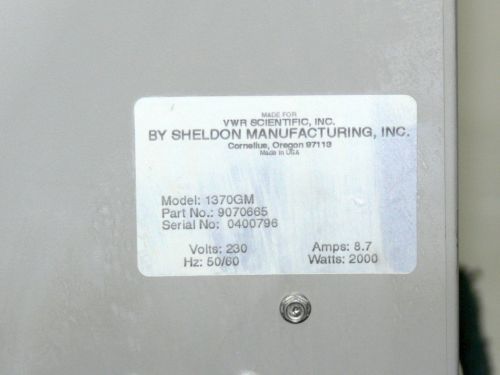 MADE FOR
VWR SCIENTIFIC, INC.
BY SHELDON MANUFACTURING, INC.
Cornelius, Oregon 97113
Made in USA
Model: 1370GM
Part No.: 9070665
Serial No: 0400796
Volts: 230 Amps: 8.7
Hz: 50/60 Watts: 2000